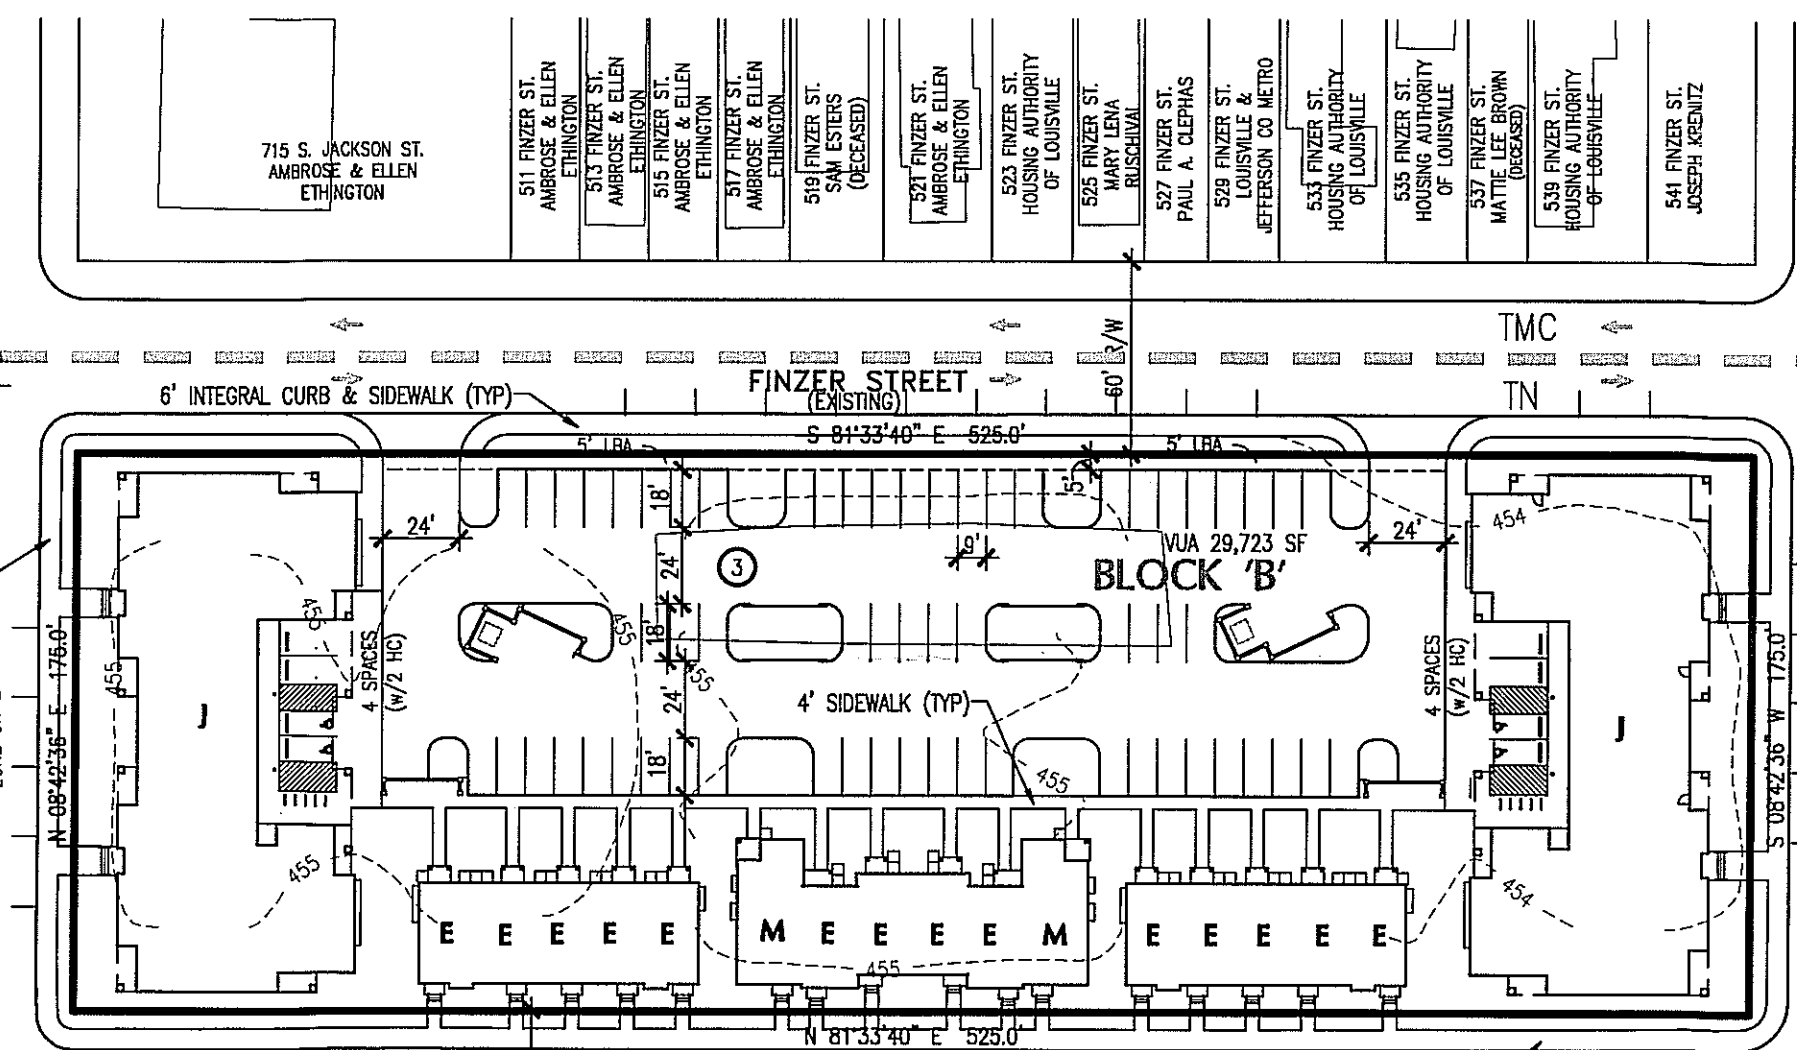 715 S. JACKSON ST.
AMBROSE & ELLEN
ETHINGTON
511 FINZER ST.
AMBROSE & ELLEN
ETHINGTON
513 FINZER ST.
AMBROSE & ELLEN
ETHINGTON
515 FINZER ST.
AMBROSE & ELLEN
ETHINGTON
517 FINZER ST.
AMBROSE & ELLEN
ETHINGTON
519 FINZER ST.
SAM ESTERS
(DECEASED)
521 FINZER ST.
AMBROSE & ELLEN
ETHINGTON
523 FINZER ST.
HOUSING AUTHORITY
OF LOUISVILLE
525 FINZER ST.
MARY LENA
RUSCHIVAL
527 FINZER ST.
PAUL A. CLEPHAS
529 FINZER ST.
LOUISVILLE &
JEFFERSON CO METRO
533 FINZER ST.
HOUSING AUTHORITY
OF LOUISVILLE
535 FINZER ST.
HOUSING AUTHORITY
OF LOUISVILLE
537 FINZER ST.
MATTIE LEE BROWN
(DECEASED)
539 FINZER ST.
HOUSING AUTHORITY
OF LOUISVILLE
541 FINZER ST.
JOSEPH KRENITZ
TMC
60' R/W
FINZER STREET
(EXISTING)
TN
6' INTEGRAL CURB & SIDEWALK (TYP)
S 81°33'40" E 525.0'
5' LBA
5' LBA
5'
18'
24'
24'
24'
9'
3
VUA 29,723 SF
BLOCK 'B'
454
455
455
455
455
18'
4 SPACES
(w/2 HC)
4 SPACES
(w/2 HC)
24'
4' SIDEWALK (TYP)
N 08°42'36" E 175.0'
S 08°42'36" W 175.0
J
J
18'
455
455
454
E E E E E
M E E E E M
E E E E E
455
N 81°33'40" E 525.0'